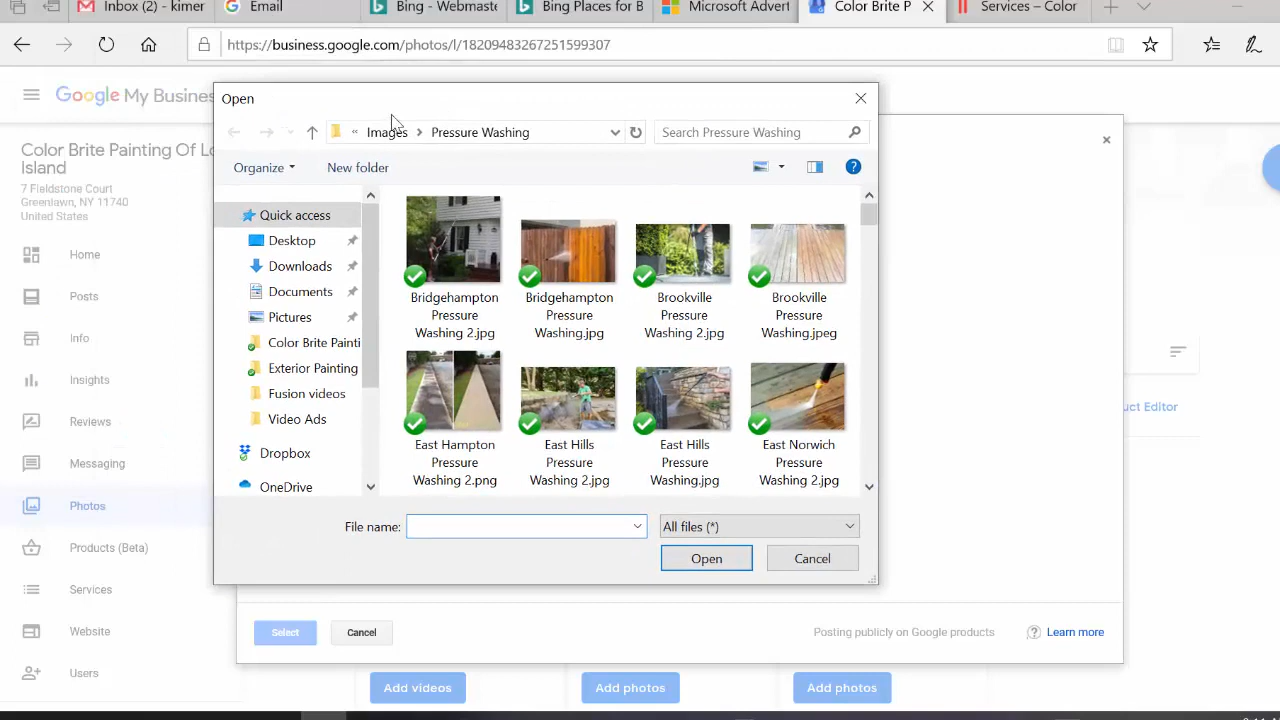 Inbox (2) - kimer
Email
Bing - Webmaste
Bing Places for B
Microsoft Advert
Color Brite P
Services – Color
https://business.google.com/photos/l/18209483267251599307
Google My Busin
Open
« Images > Pressure Washing
Search Pressure Washing
Organize
New folder
Color Brite Painting Of Lo
Island
7 Fieldstone Court
Greenlawn, NY 11740
United States
Home
Posts
Info
Insights
Reviews
Messaging
Photos
Products (Beta)
Services
Website
Users
Quick access
Desktop
Downloads
Documents
Pictures
Color Brite Painti
Exterior Painting
Fusion videos
Video Ads
Dropbox
OneDrive
Bridgehampton
Pressure
Washing 2.jpg
Bridgehampton
Pressure
Washing.jpg
Brookville
Pressure
Washing 2.jpg
Brookville
Pressure
Washing.jpeg
East Hampton
Pressure
Washing 2.png
East Hills
Pressure
Washing 2.jpg
East Hills
Pressure
Washing.jpg
East Norwich
Pressure
Washing 2.jpg
uct Editor
File name:
All files (*)
Open
Cancel
Select
Cancel
Posting publicly on Google products
Learn more
Add videos
Add photos
Add photos